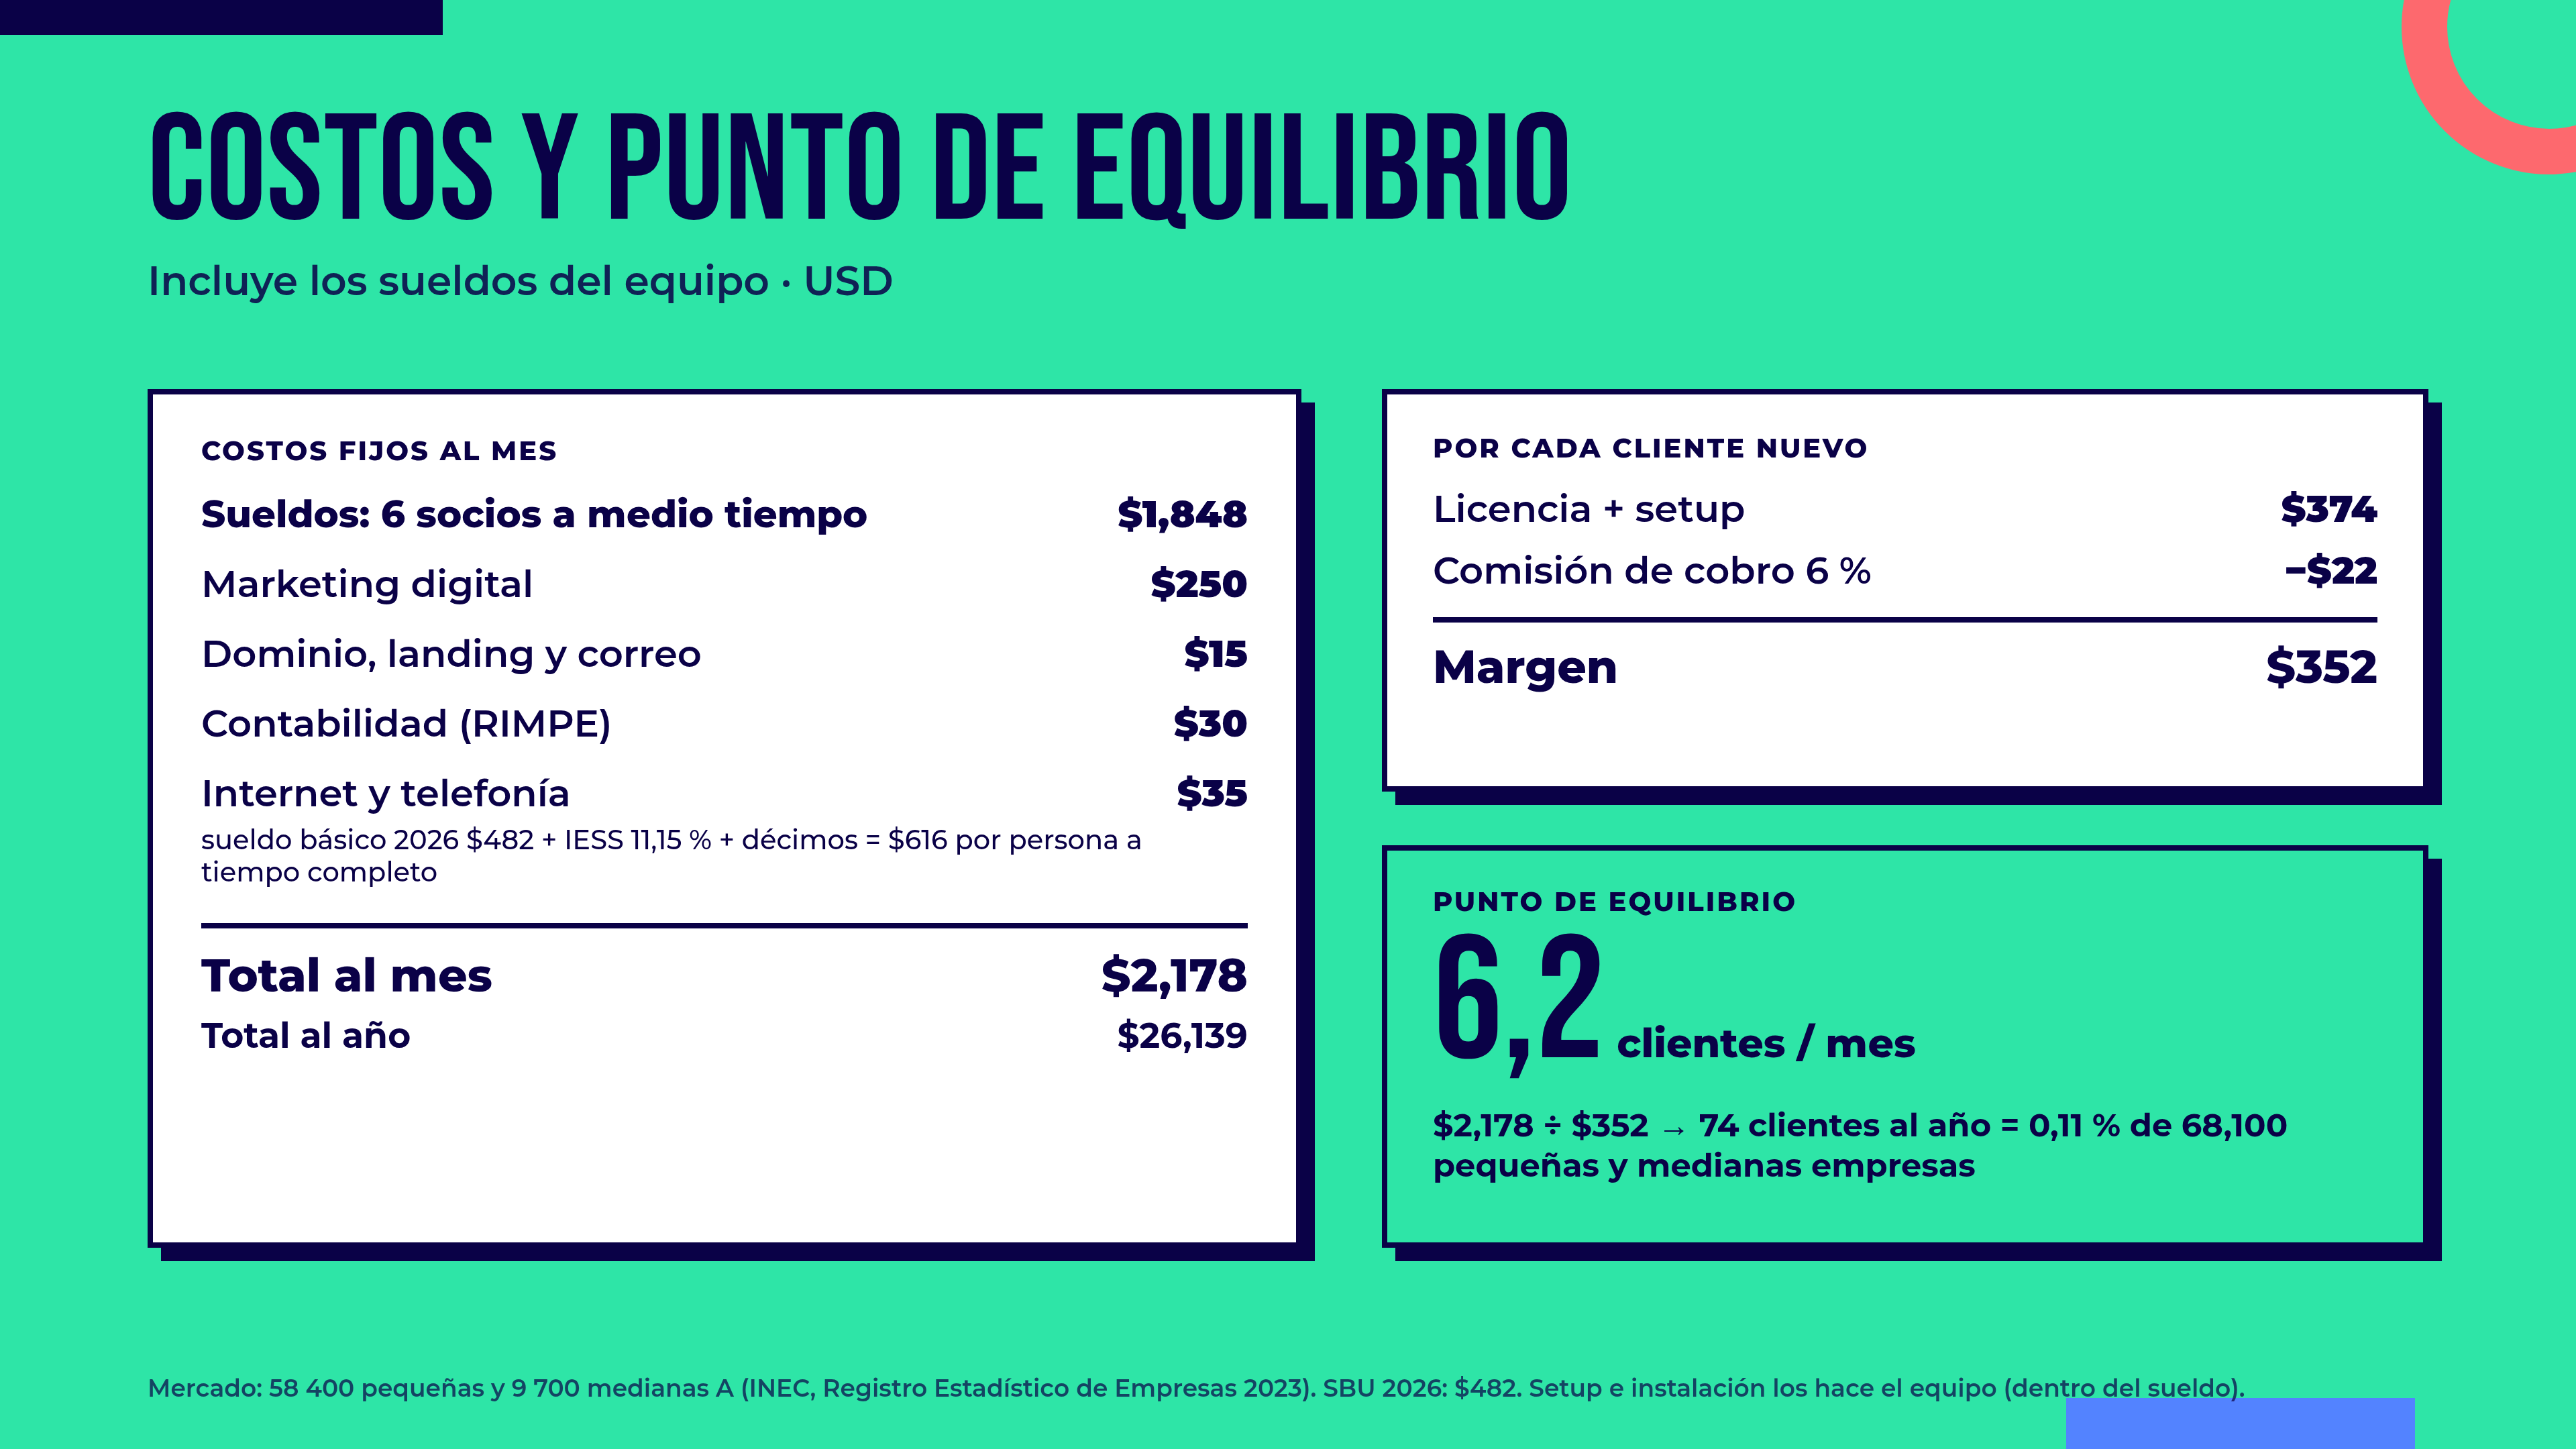 COSTOS Y PUNTO DE EQUILIBRIO
Incluye los sueldos del equipo · USD
COSTOS FIJOS AL MES
Sueldos: 6 socios a medio tiempo $1,848
Marketing digital $250
Dominio, landing y correo $15
Contabilidad (RIMPE) $30
Internet y telefonía $35
sueldo básico 2026 $482 + IESS 11,15 % + décimos = $616 por persona a
tiempo completo
Total al mes $2,178
Total al año $26,139
POR CADA CLIENTE NUEVO
Licencia + setup $374
Comisión de cobro 6 % −$22
Margen $352
PUNTO DE EQUILIBRIO
6,2 clientes / mes
$2,178 ÷ $352 → 74 clientes al año = 0,11 % de 68,100
pequeñas y medianas empresas
Mercado: 58 400 pequeñas y 9 700 medianas A (INEC, Registro Estadístico de Empresas 2023). SBU 2026: $482. Setup e instalación los hace el equipo (dentro del sueldo).